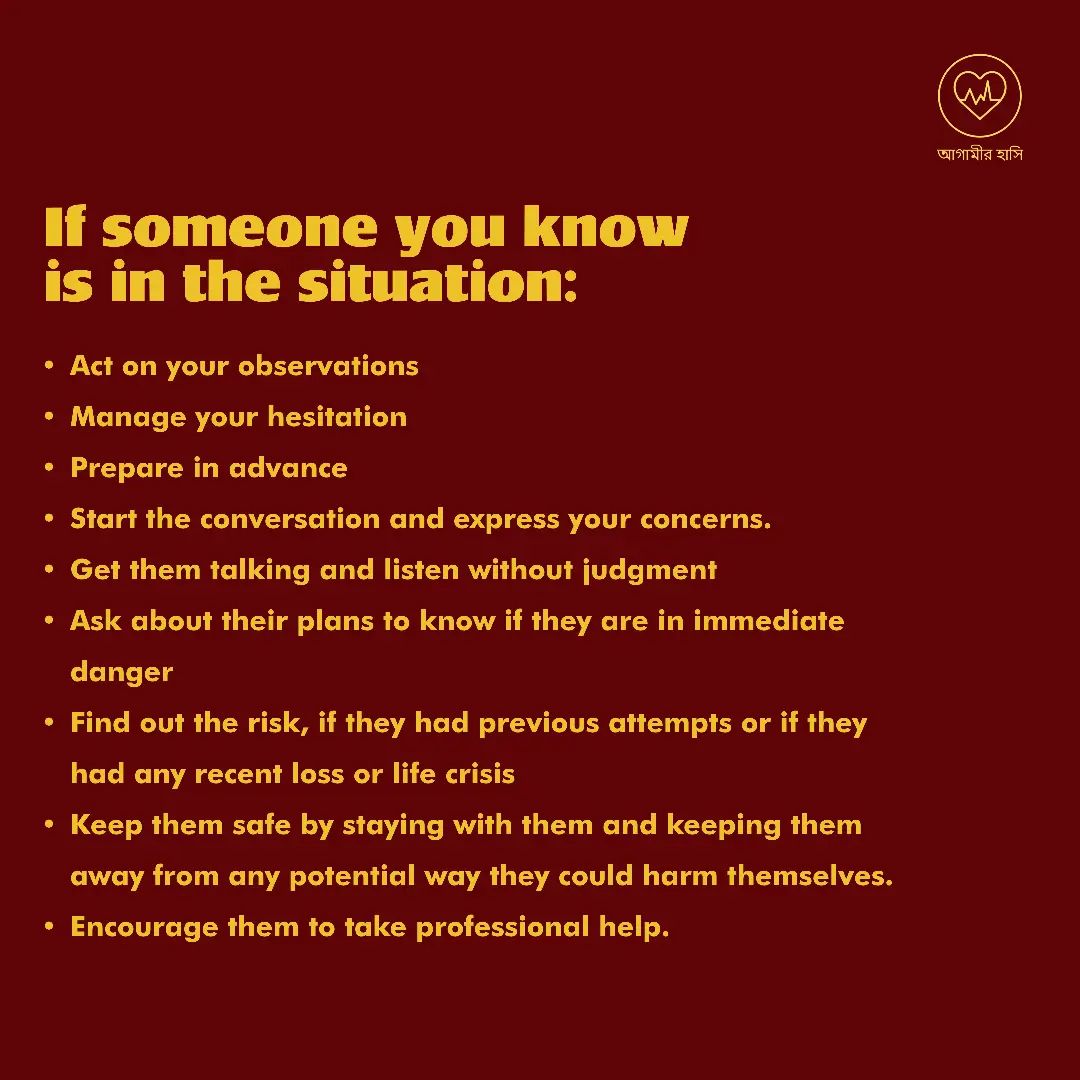 আগামীর হাসি
If someone you know
is in the situation:
• Act on your observations
• Manage your hesitation
• Prepare in advance
• Start the conversation and express your concerns.
• Get them talking and listen without judgment
• Ask about their plans to know if they are in immediate
danger
• Find out the risk, if they had previous attempts or if they
had any recent loss or life crisis
• Keep them safe by staying with them and keeping them
away from any potential way they could harm themselves.
• Encourage them to take professional help.